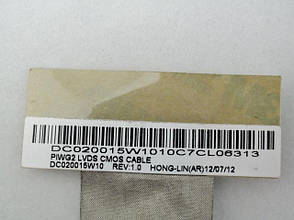 DC020015W1010C7CL06313
PIWG2 LVDS CMOS CABLE
DC020015W10 REV:1.0 HONG-LIN(AR)12/07/12